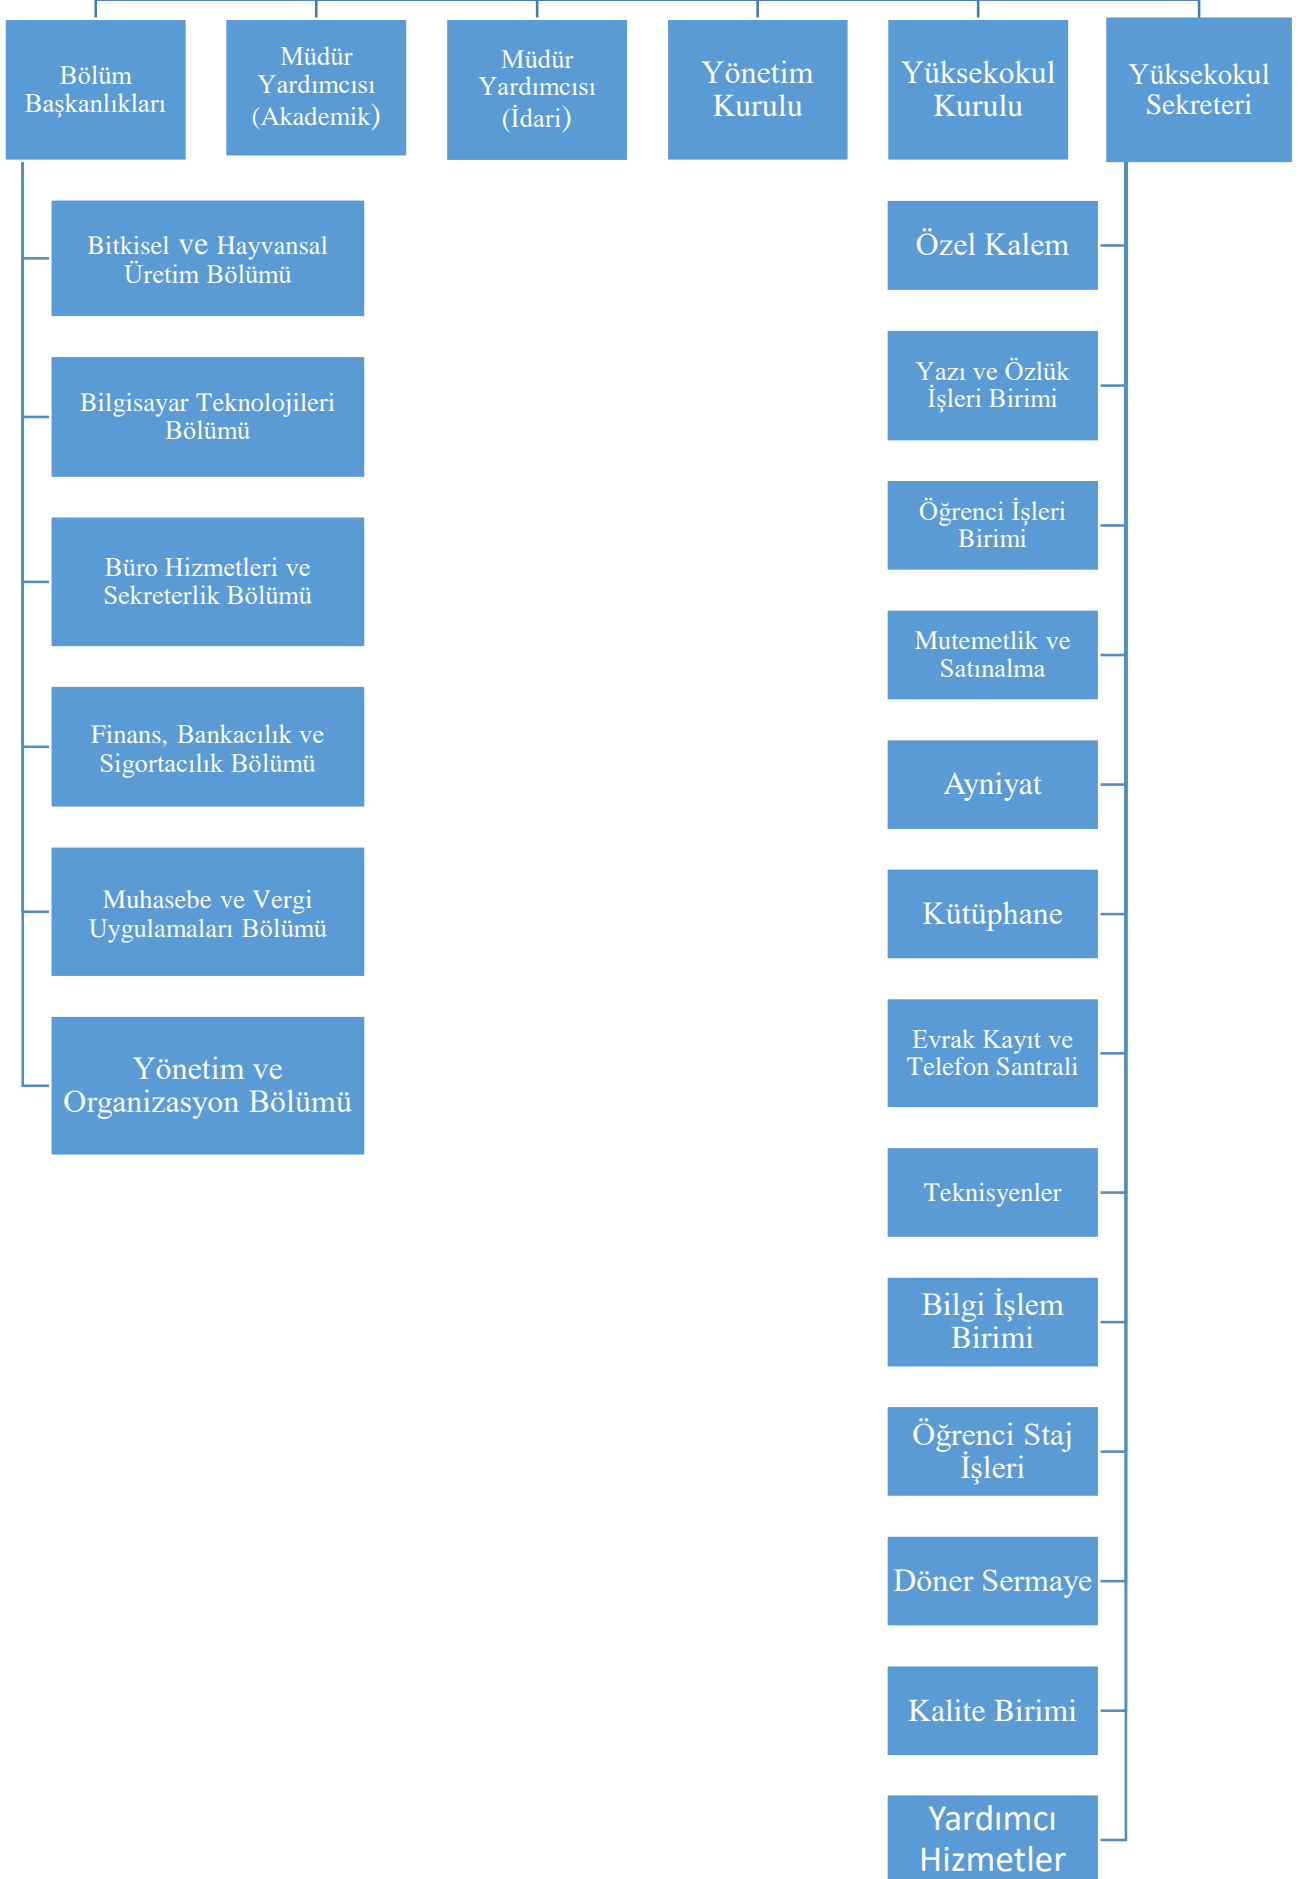 Bölüm
Başkanlıkları
Müdür
Yardımcısı
(Akademik)
Müdür
Yardımcısı
(İdari)
Yönetim
Kurulu
Yüksekokul
Kurulu
Yüksekokul
Sekreteri
Bitkisel ve Hayvansal
Üretim Bölümü
Bilgisayar Teknolojileri
Bölümü
Büro Hizmetleri ve
Sekreterlik Bölümü
Finans, Bankacılık ve
Sigortacılık Bölümü
Muhasebe ve Vergi
Uygulamaları Bölümü
Yönetim ve
Organizasyon Bölümü
Özel Kalem
Yazı ve Özlük
İşleri Birimi
Öğrenci İşleri
Birimi
Mutemetlik ve
Satınalma
Ayniyat
Kütüphane
Evrak Kayıt ve
Telefon Santrali
Teknisyenler
Bilgi İşlem
Birimi
Öğrenci Staj
İşleri
Döner Sermaye
Kalite Birimi
Yardımcı
Hizmetler